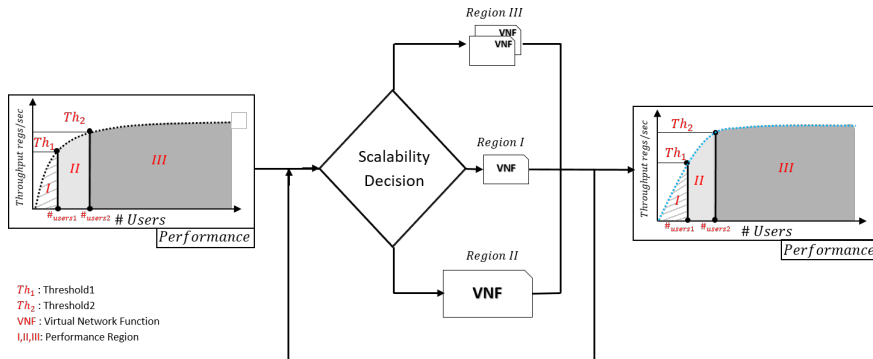 Region III
VNF
VNF
Throughput regs/sec
Th₂
Th₁
I
II
III
#users1
#users2
# Users
Performance
Scalability
Decision
Region I
VNF
Region II
VNF
Throughput regs/sec
Th₂
Th₁
I
II
III
#users1
#users2
# Users
Performance
Th₁ : Threshold1
Th₂ : Threshold2
VNF : Virtual Network Function
I,II,III: Performance Region